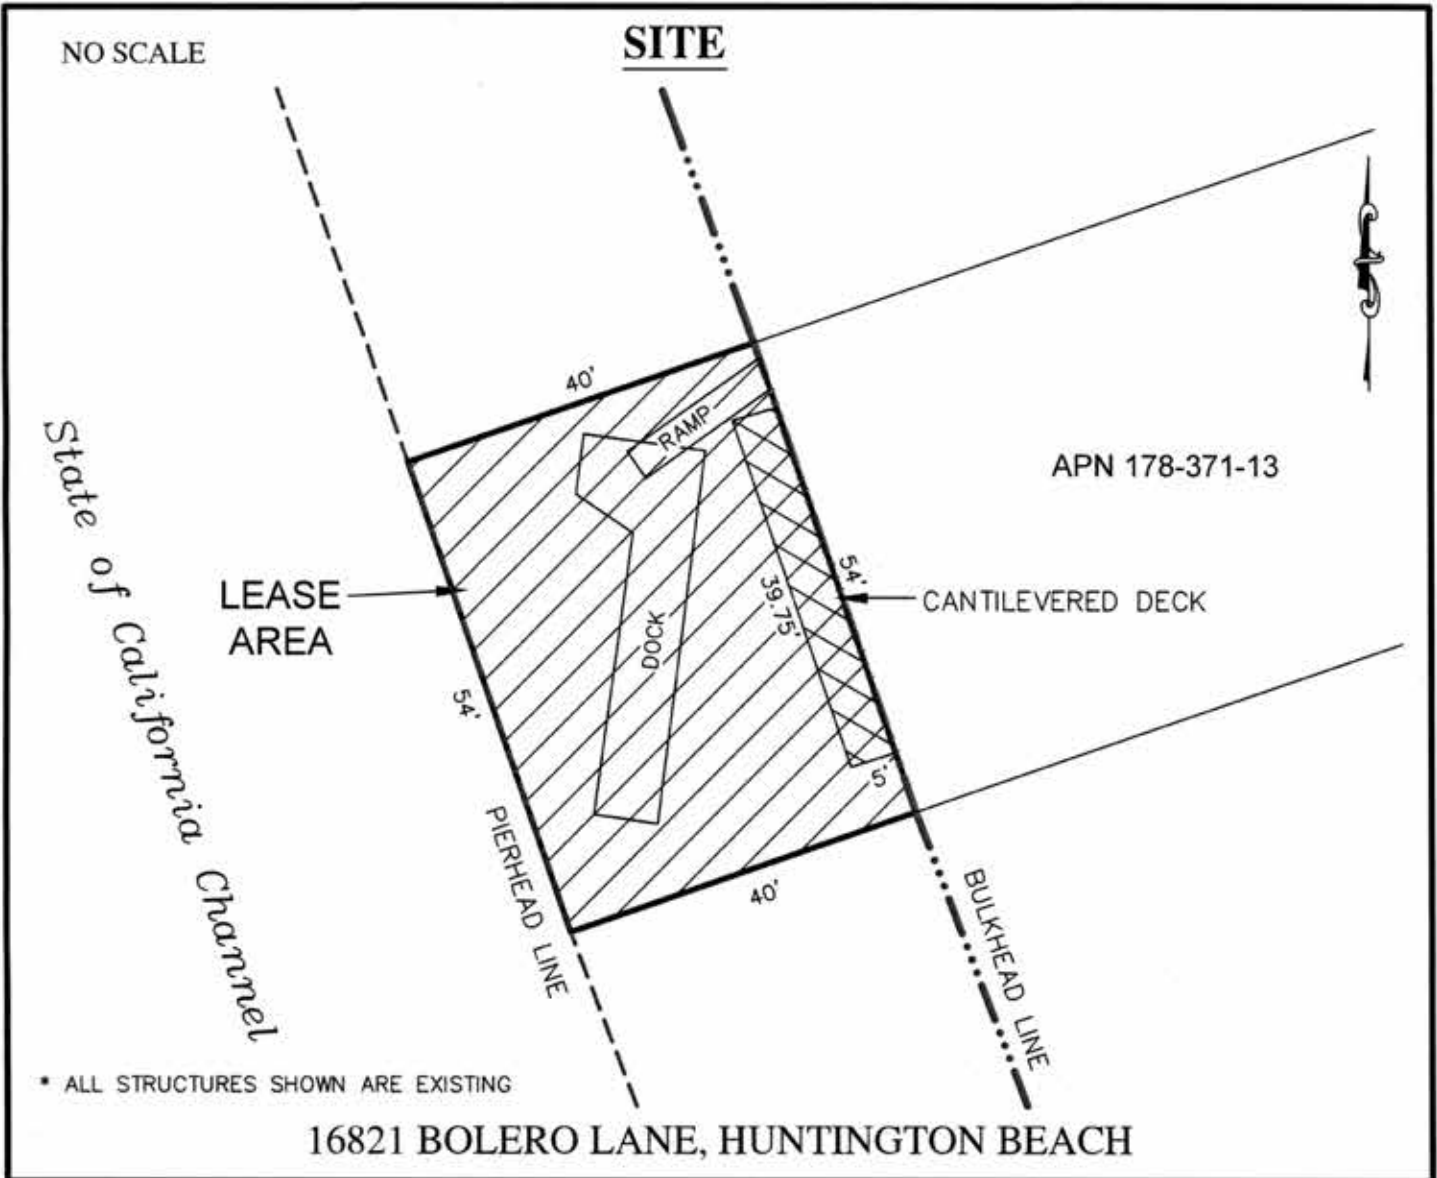 NO SCALE
SITE
40'
RAMP
APN 178-371-13
State of California Channel
LEASE
AREA
54'
39.75'
CANTILEVERED DECK
DOCK
54'
5'
PIERHEAD LINE
40'
BULKHEAD LINE
* ALL STRUCTURES SHOWN ARE EXISTING
16821 BOLERO LANE, HUNTINGTON BEACH